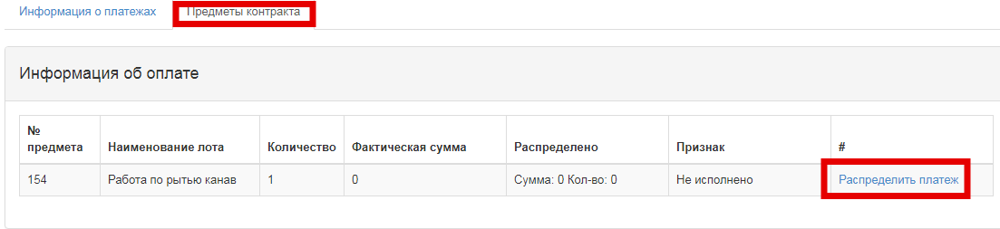 Информация о платежах Предметы контракта
Информация об оплате
№ предмета Наименование лота Количество Фактическая сумма Распределено Признак #
154 Работа по рытью канав 1 0 Сумма: 0 Кол-во: 0 Не исполнено Распределить платеж